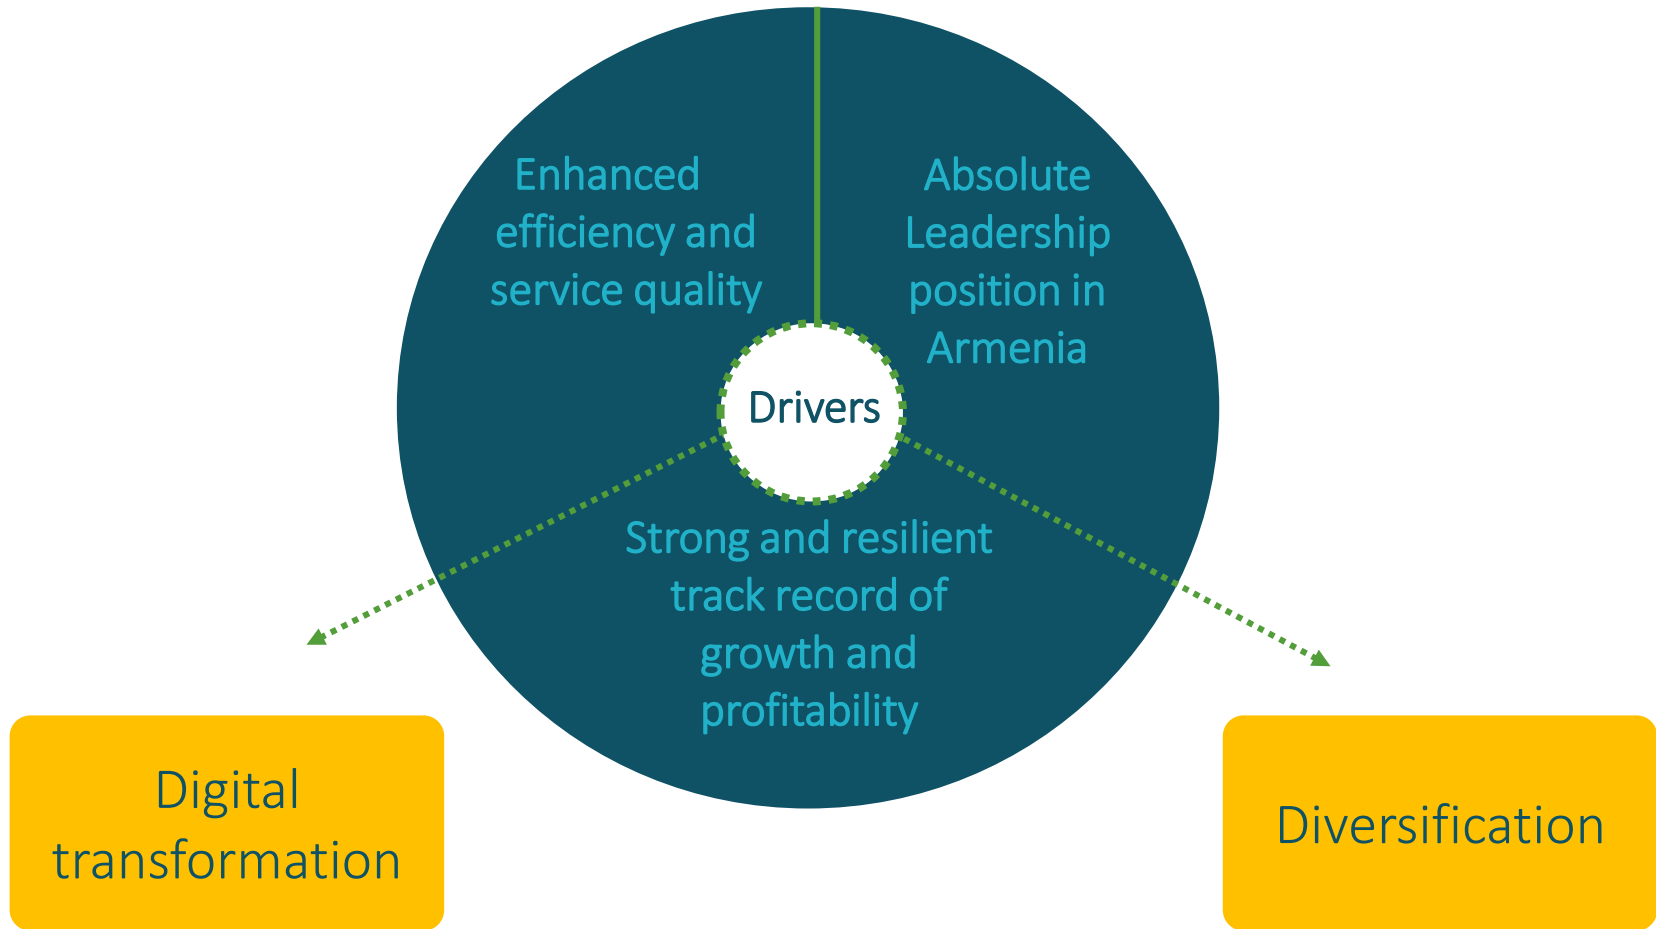 Enhanced
efficiency and
service quality
Absolute
Leadership
position in
Armenia
Drivers
Strong and resilient
track record of
growth and
profitability
Digital
transformation
Diversification